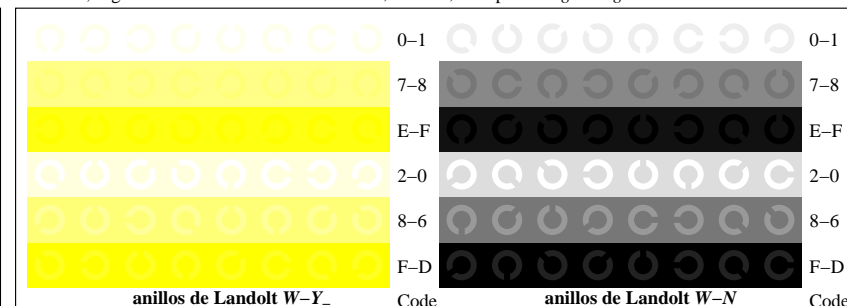 0–1 0–1
7–8 7–8
E–F E–F
2–0 2–0
8–6 8–6
F–D F–D
anillos de Landolt W–Y_ Code anillos de Landolt W–N Code